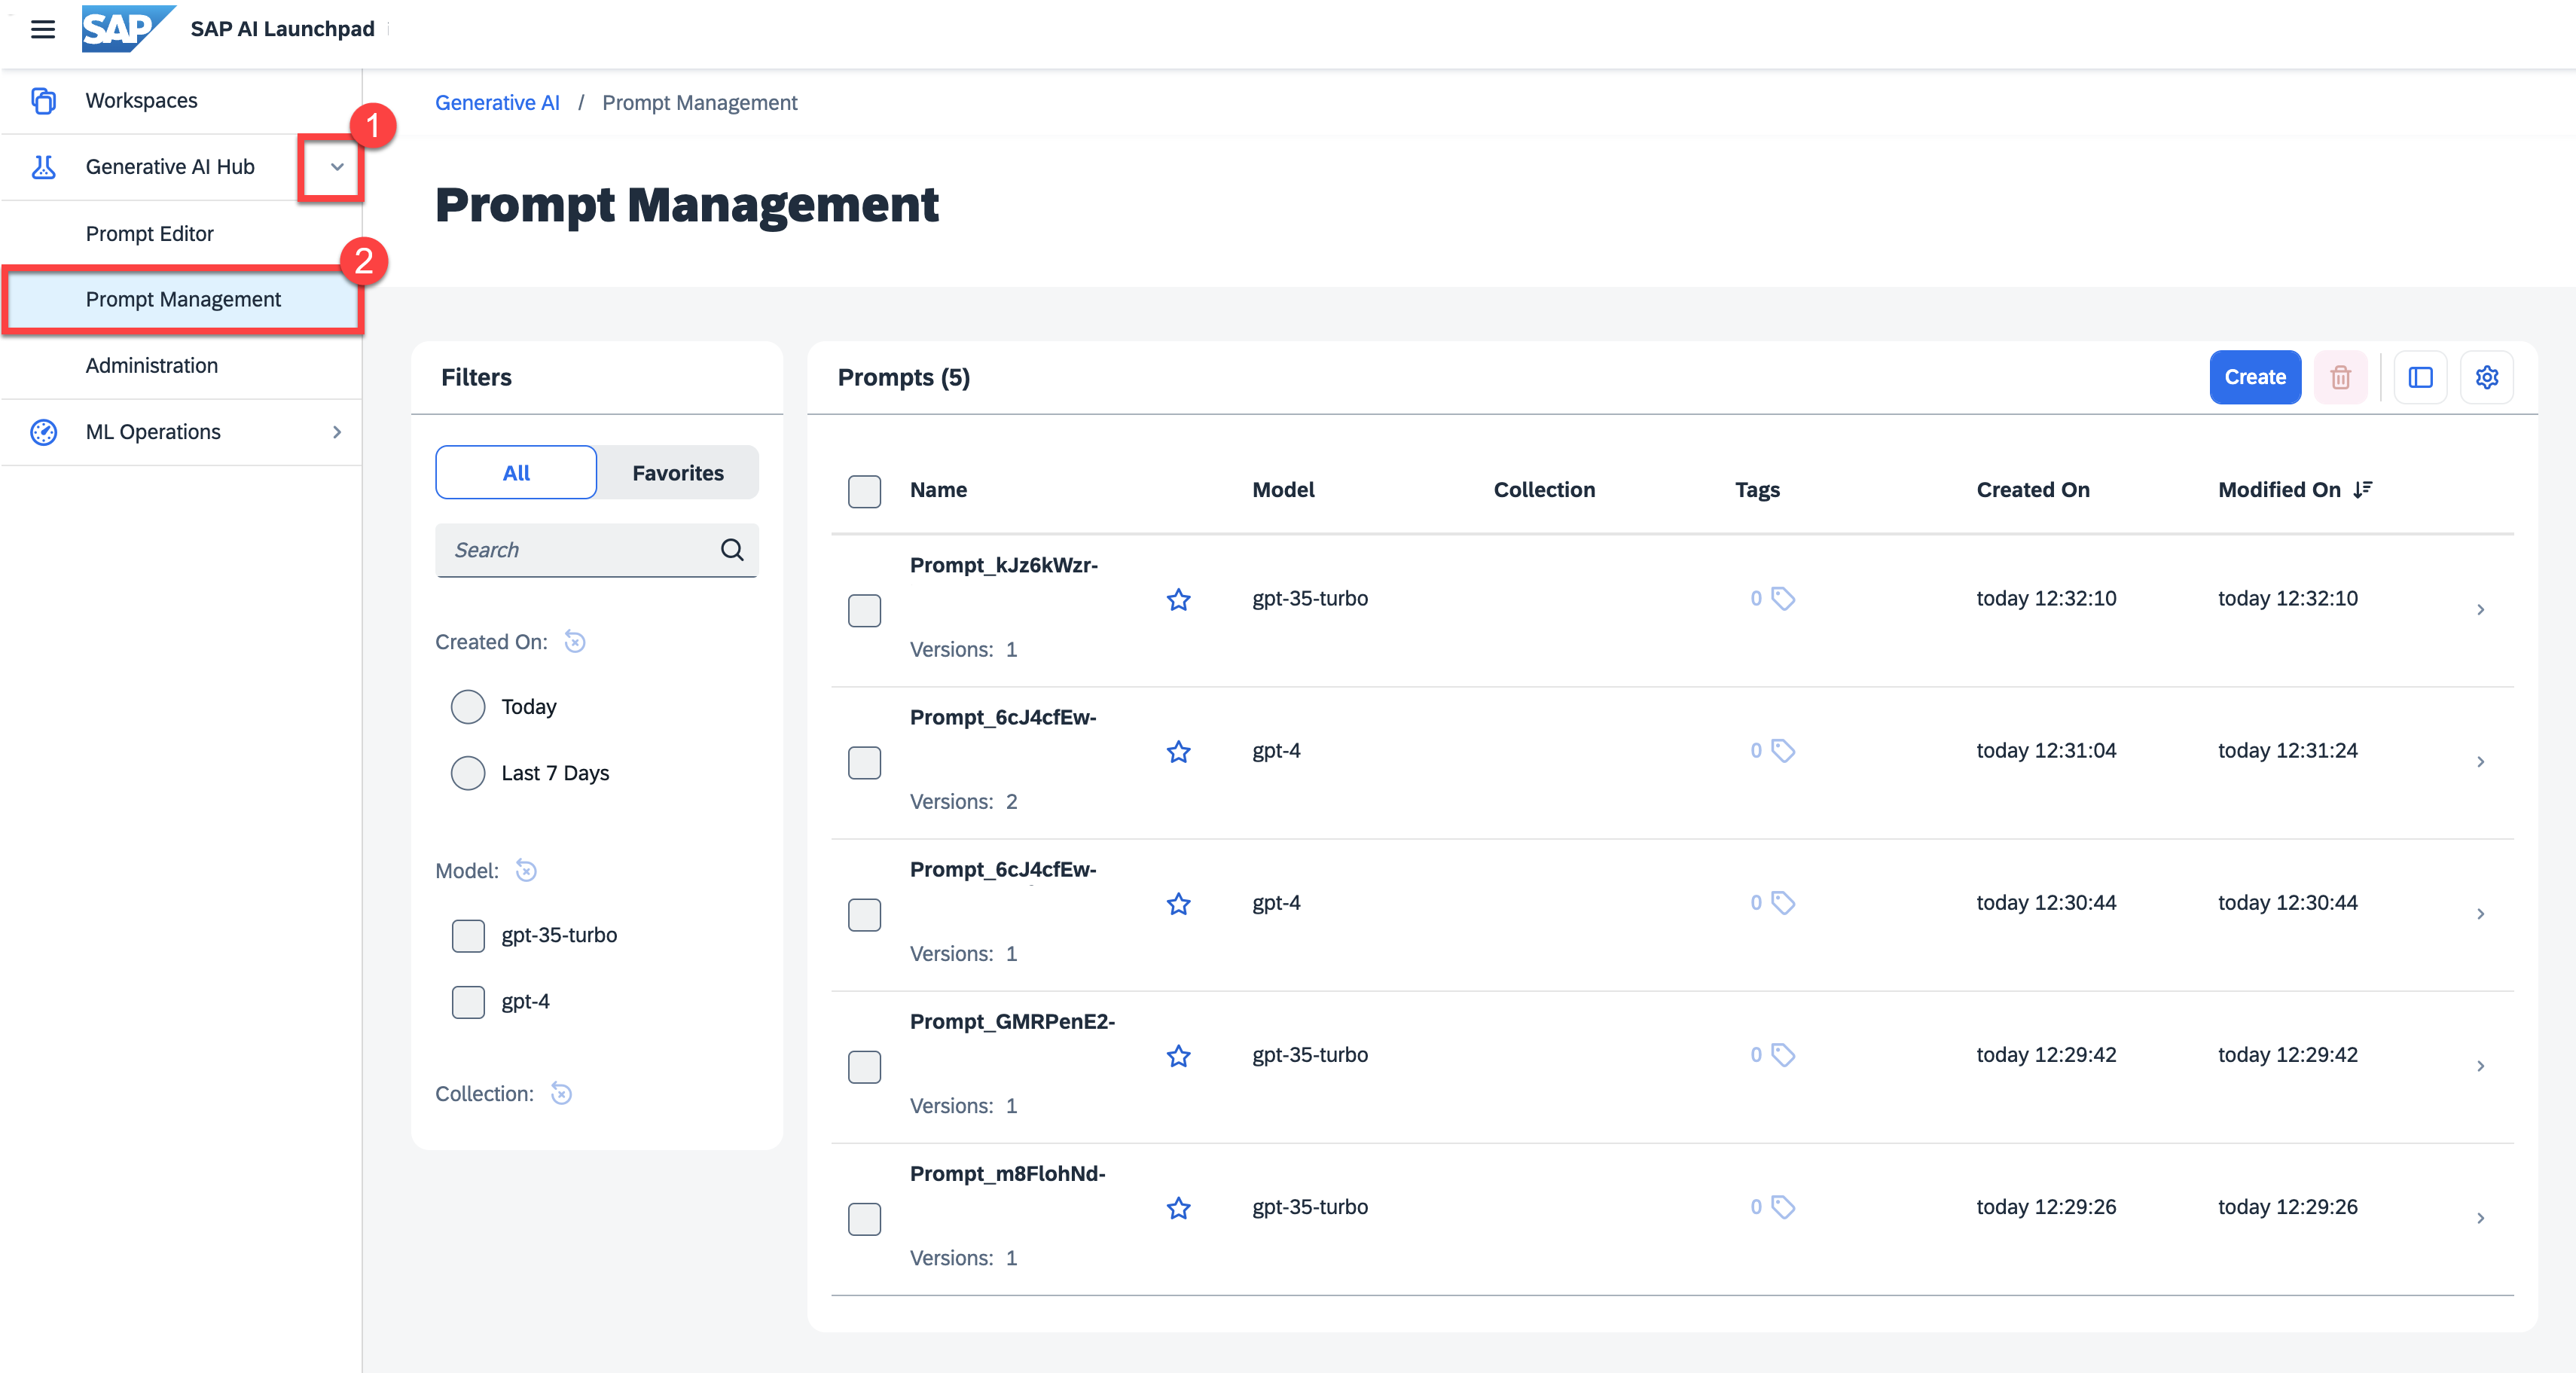 SAP SAP AI Launchpad
Workspaces
1
Generative AI Hub
Prompt Editor
2
Prompt Management
Administration
ML Operations
Generative AI / Prompt Management
Prompt Management
Filters
All Favorites
Search
Created On:
Today
Last 7 Days
Model:
gpt-35-turbo
gpt-4
Collection:
Prompts (5)
Create
Name Model Collection Tags Created On Modified On
Prompt_kJz6kWzr-
gpt-35-turbo 0 today 12:32:10 today 12:32:10
Versions: 1
Prompt_6cJ4cfEw-
gpt-4 0 today 12:31:04 today 12:31:24
Versions: 2
Prompt_6cJ4cfEw-
gpt-4 0 today 12:30:44 today 12:30:44
Versions: 1
Prompt_GMRPenE2-
gpt-35-turbo 0 today 12:29:42 today 12:29:42
Versions: 1
Prompt_m8FlohNd-
gpt-35-turbo 0 today 12:29:26 today 12:29:26
Versions: 1